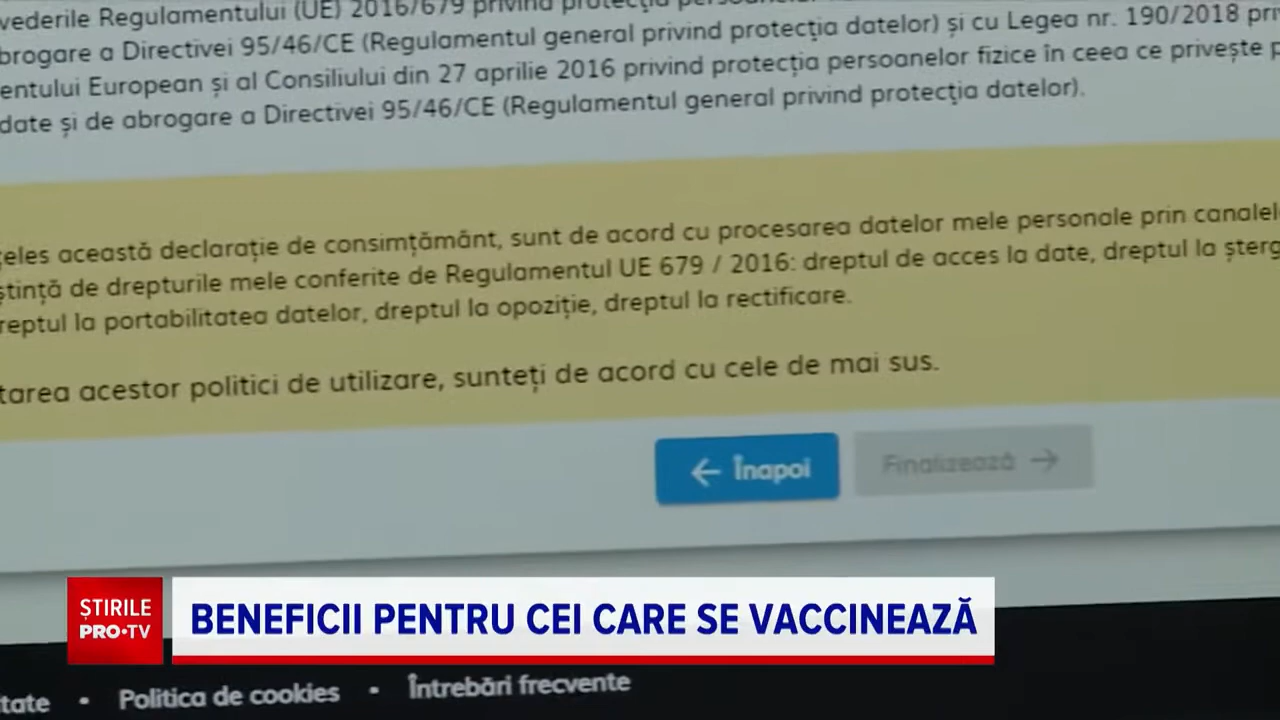 vederile Regulamentului (UE) 2016/679 privind
abrogare a Directivei 95/46/CE (Regulamentul general privind protecția datelor) și cu Legea nr. 190/2018
entului European și al Consiliului din 27 aprilie 2016 privind protecția persoanelor fizice în ceea ce privește
date și de abrogare a Directivei 95/46/CE (Regulamentul general privind protecția datelor).
țeles această declarație de consimțământ, sunt de acord cu procesarea datelor mele personale prin canalele
ștință de drepturile mele conferite de Regulamentul UE 679 / 2016: dreptul de acces la date, dreptul la șterg
reptul la portabilitatea datelor, dreptul la opoziție, dreptul la rectificare.
tarea acestor politici de utilizare, sunteți de acord cu cele de mai sus.
← Înapoi
Finalizează →
ȘTIRILE
PRO•TV
BENEFICII PENTRU CEI CARE SE VACCINEAZĂ
tate • Politica de cookies • Întrebări frecvente